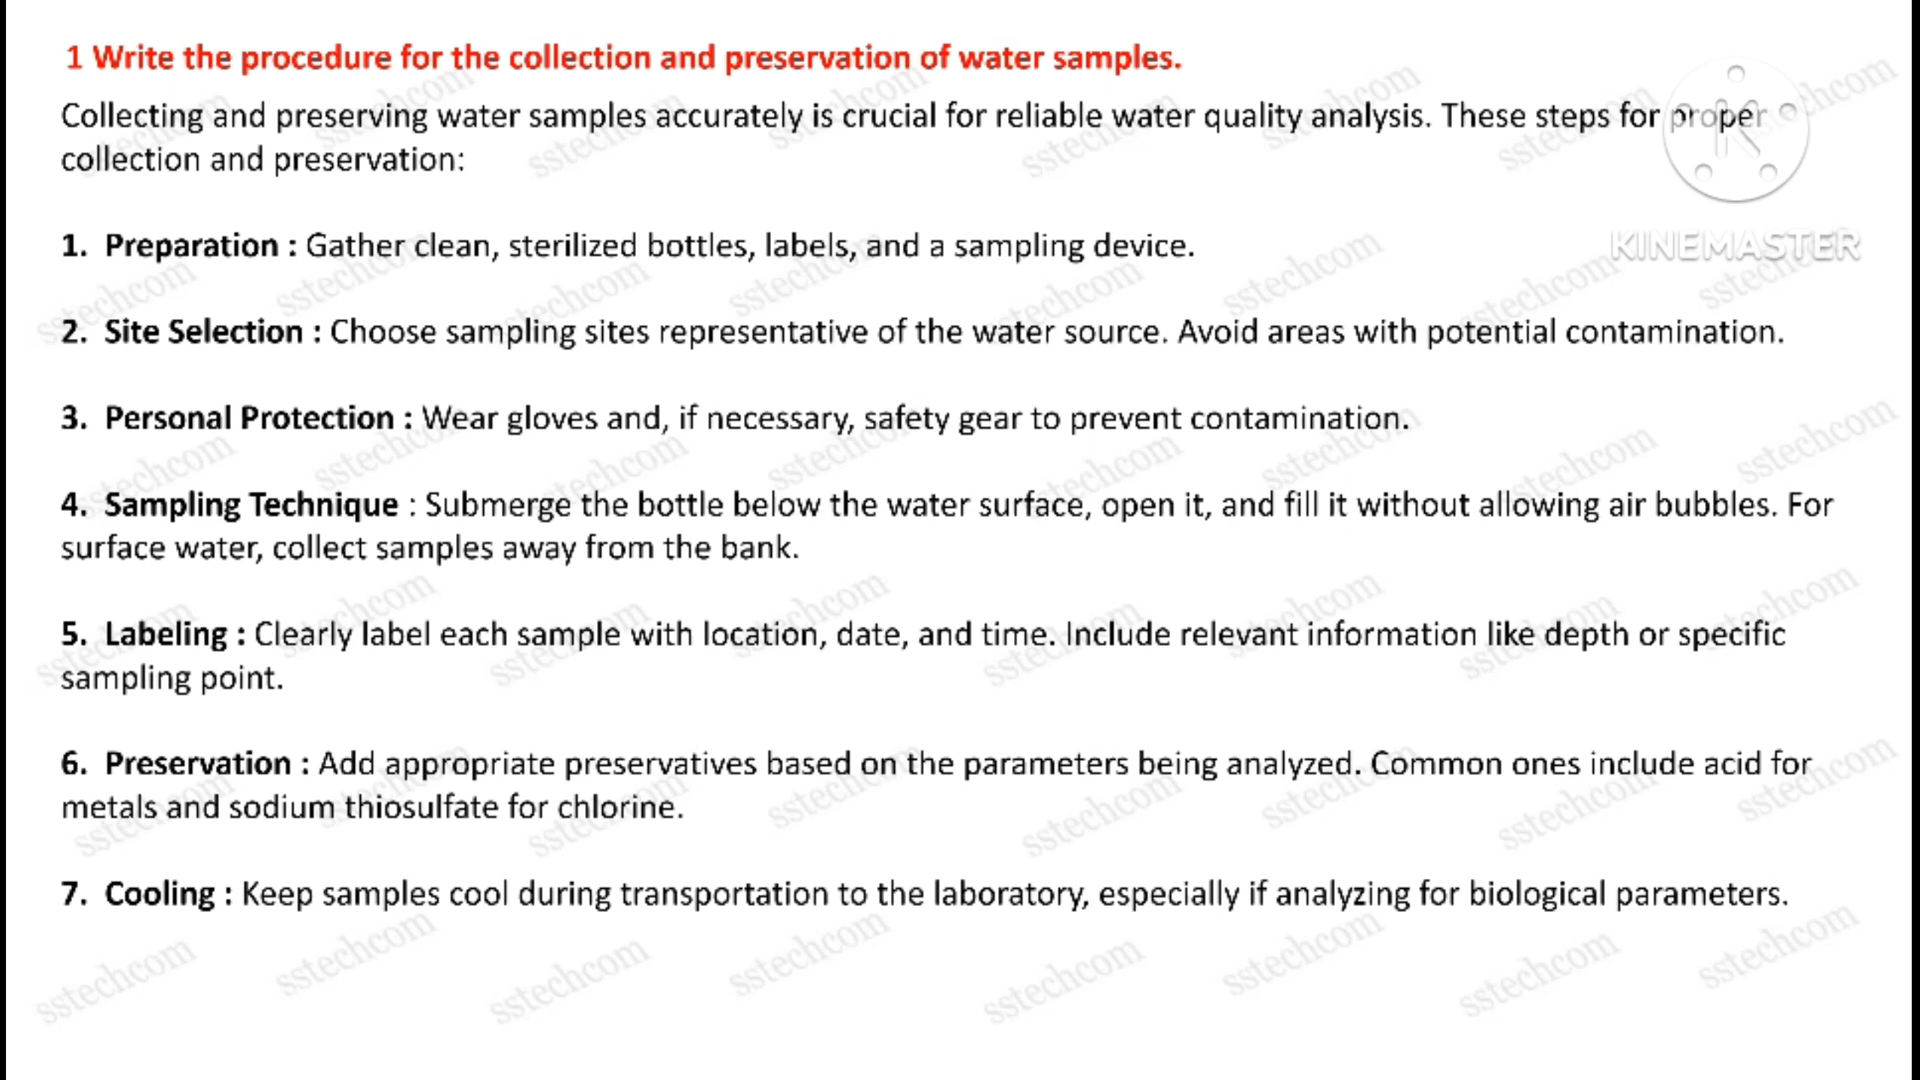 1 Write the procedure for the collection and preservation of water samples.
Collecting and preserving water samples accurately is crucial for reliable water quality analysis. These steps for proper
collection and preservation:
KINEMASTER
1. Preparation : Gather clean, sterilized bottles, labels, and a sampling device.
2. Site Selection : Choose sampling sites representative of the water source. Avoid areas with potential contamination.
3. Personal Protection : Wear gloves and, if necessary, safety gear to prevent contamination.
4. Sampling Technique : Submerge the bottle below the water surface, open it, and fill it without allowing air bubbles. For
surface water, collect samples away from the bank.
5. Labeling : Clearly label each sample with location, date, and time. Include relevant information like depth or specific
sampling point.
6. Preservation : Add appropriate preservatives based on the parameters being analyzed. Common ones include acid for
metals and sodium thiosulfate for chlorine.
7. Cooling : Keep samples cool during transportation to the laboratory, especially if analyzing for biological parameters.
sstechcom sstechcom sstechcom sstechcom sstechcom sstechcom sstechcom sstechcom